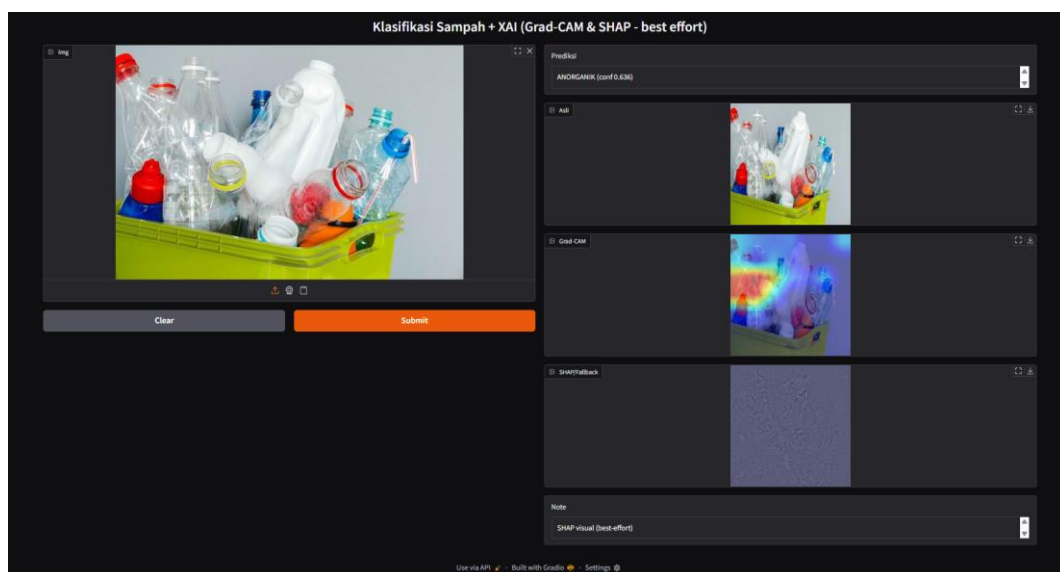 Klasifikasi Sampah + XAI (Grad-CAM & SHAP - best effort)
img
Clear
Submit
Prediksi
ANORGANIK (conf 0.636)
Asli
Grad-CAM
SHAP/Fallback
Note
SHAP visual (best-effort)
Use via API · Built with Gradio · Settings